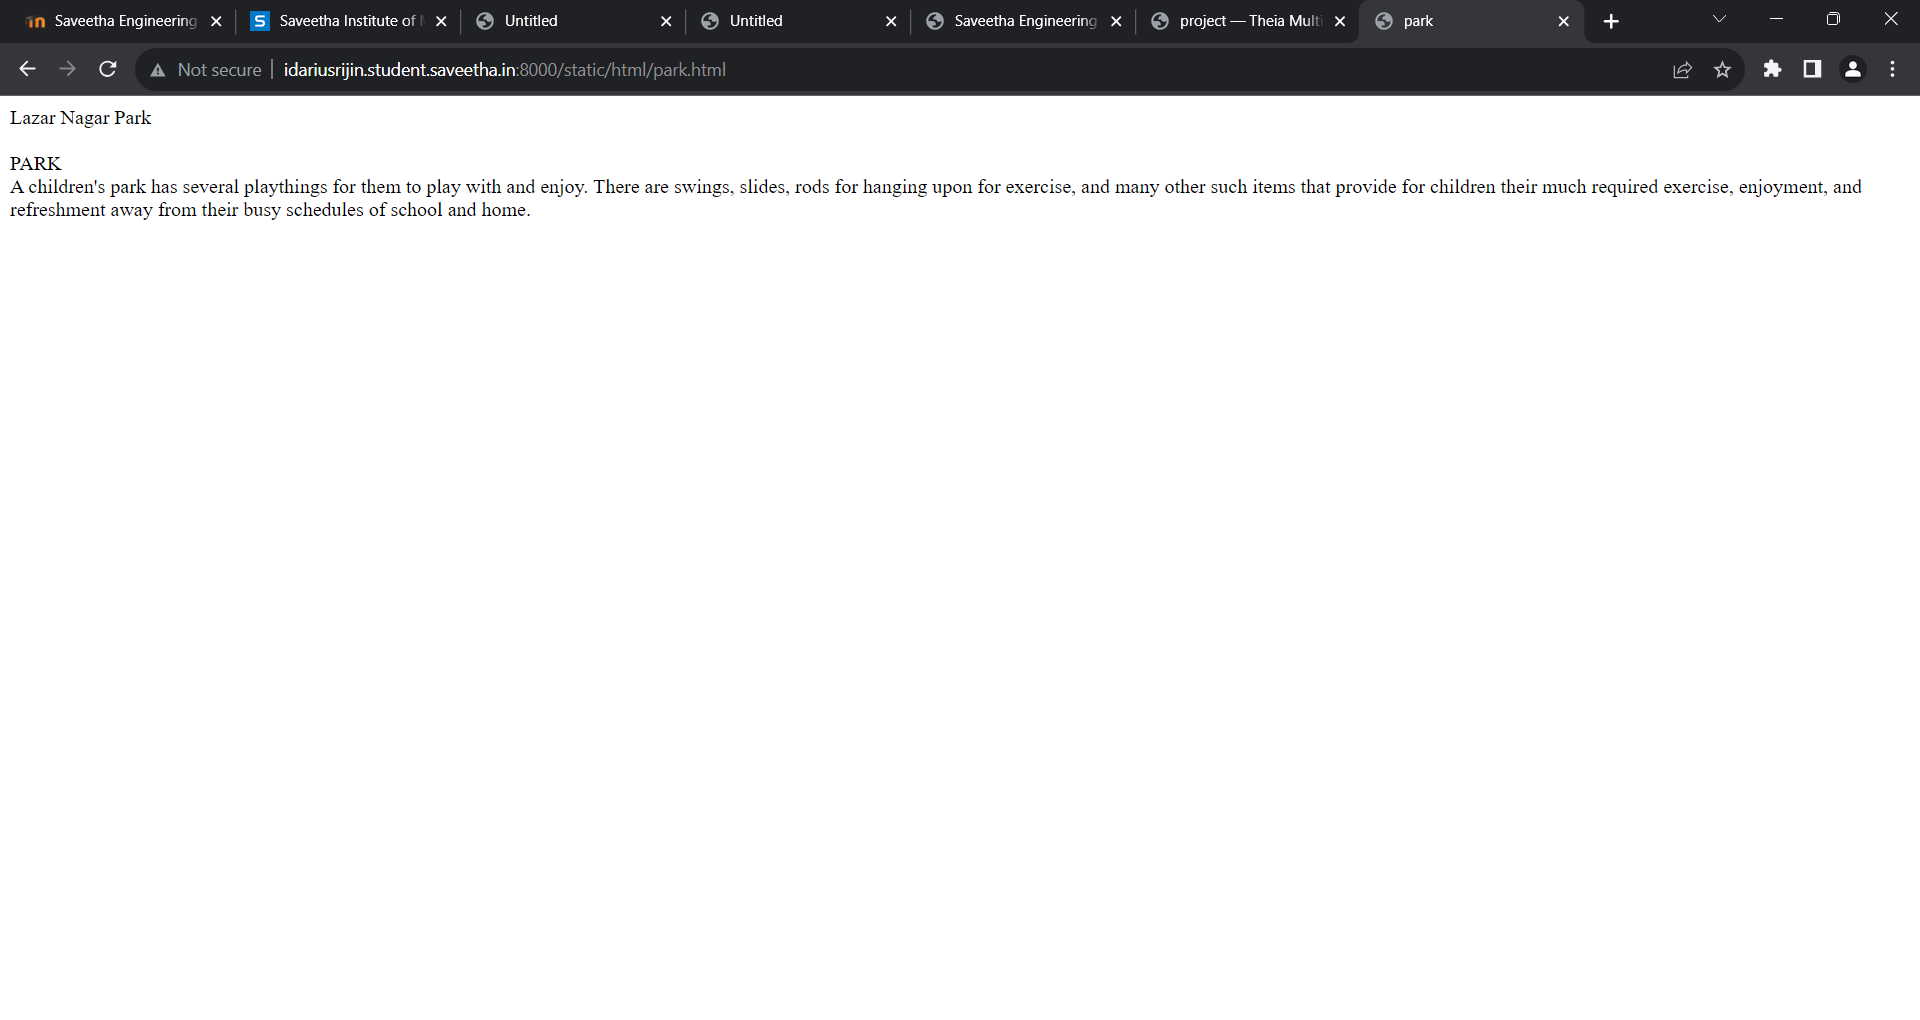 Saveetha Engineering
S Saveetha Institute of
Untitled
Untitled
Saveetha Engineering
project — Theia Multi
park
Not secure
idariusrijin.student.saveetha.in:8000/static/html/park.html
Lazar Nagar Park
PARK
A children's park has several playthings for them to play with and enjoy. There are swings, slides, rods for hanging upon for exercise, and many other such items that provide for children their much required exercise, enjoyment, and
refreshment away from their busy schedules of school and home.